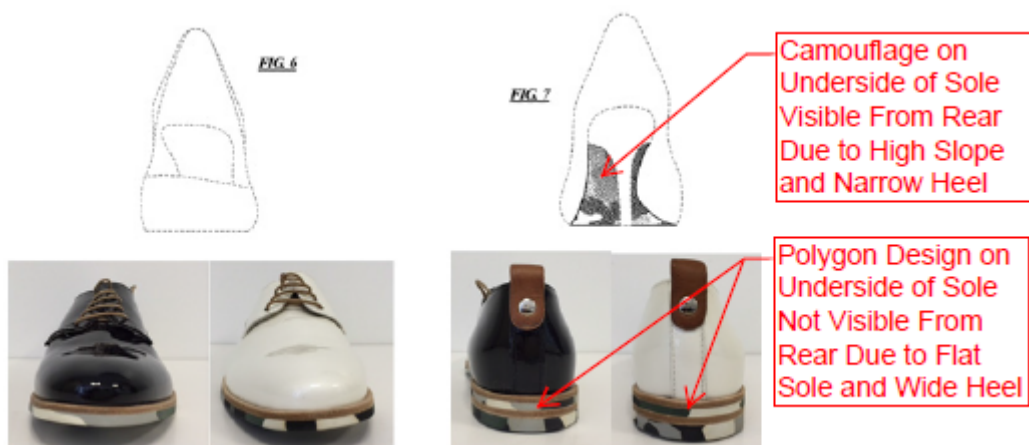 FIG. 6
FIG. 7
Camouflage on
Underside of Sole
Visible From Rear
Due to High Slope
and Narrow Heel
Polygon Design on
Underside of Sole
Not Visible From
Rear Due to Flat
Sole and Wide Heel